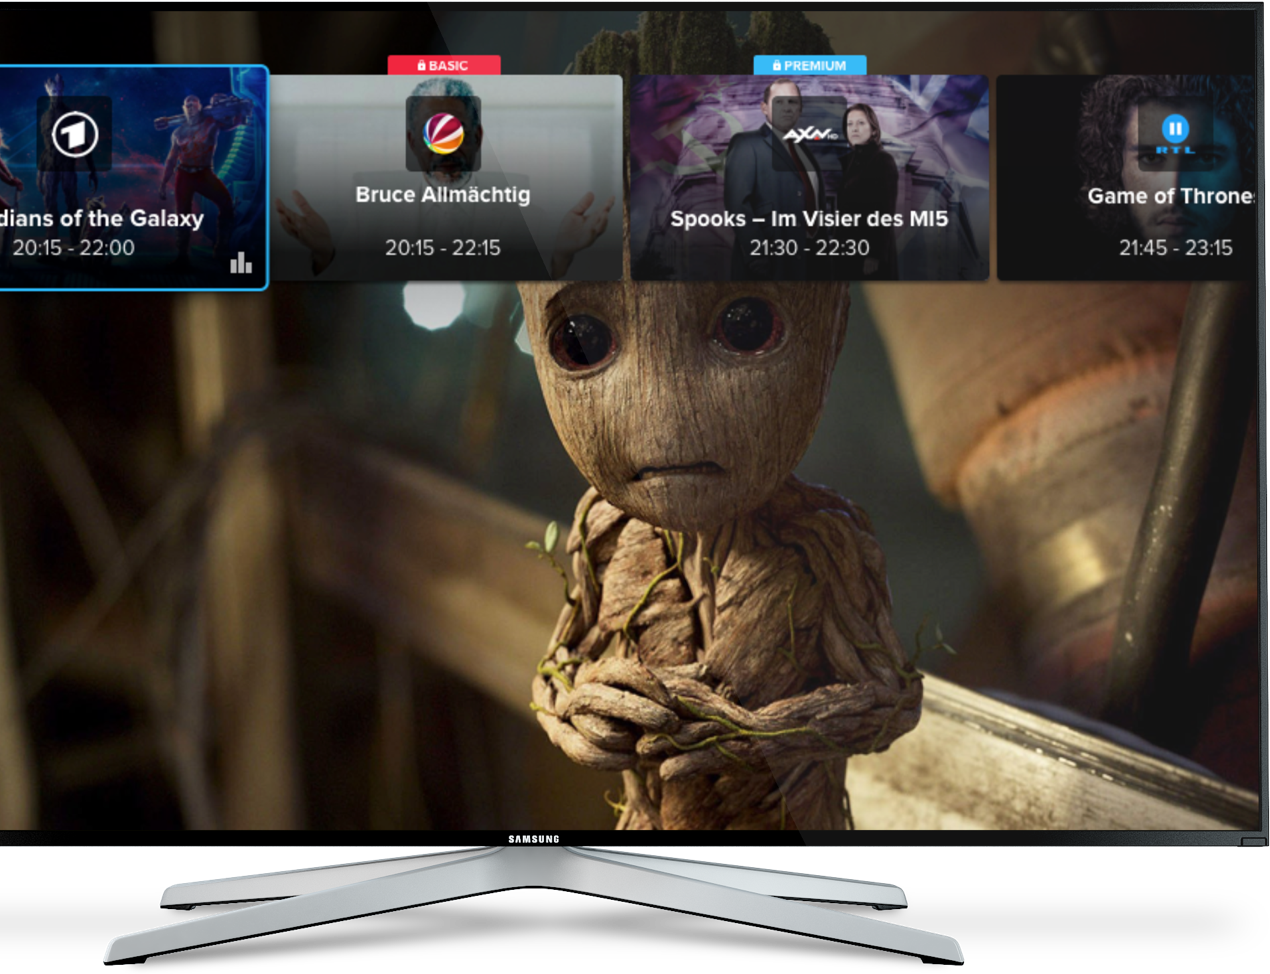 BASIC
PREMIUM
1
AXN HD
RTL
Bruce Allmächtig
Game of Throne
dians of the Galaxy
Spooks – Im Visier des MI5
20:15 - 22:00
20:15 - 22:15
21:30 - 22:30
21:45 - 23:15
SAMSUNG